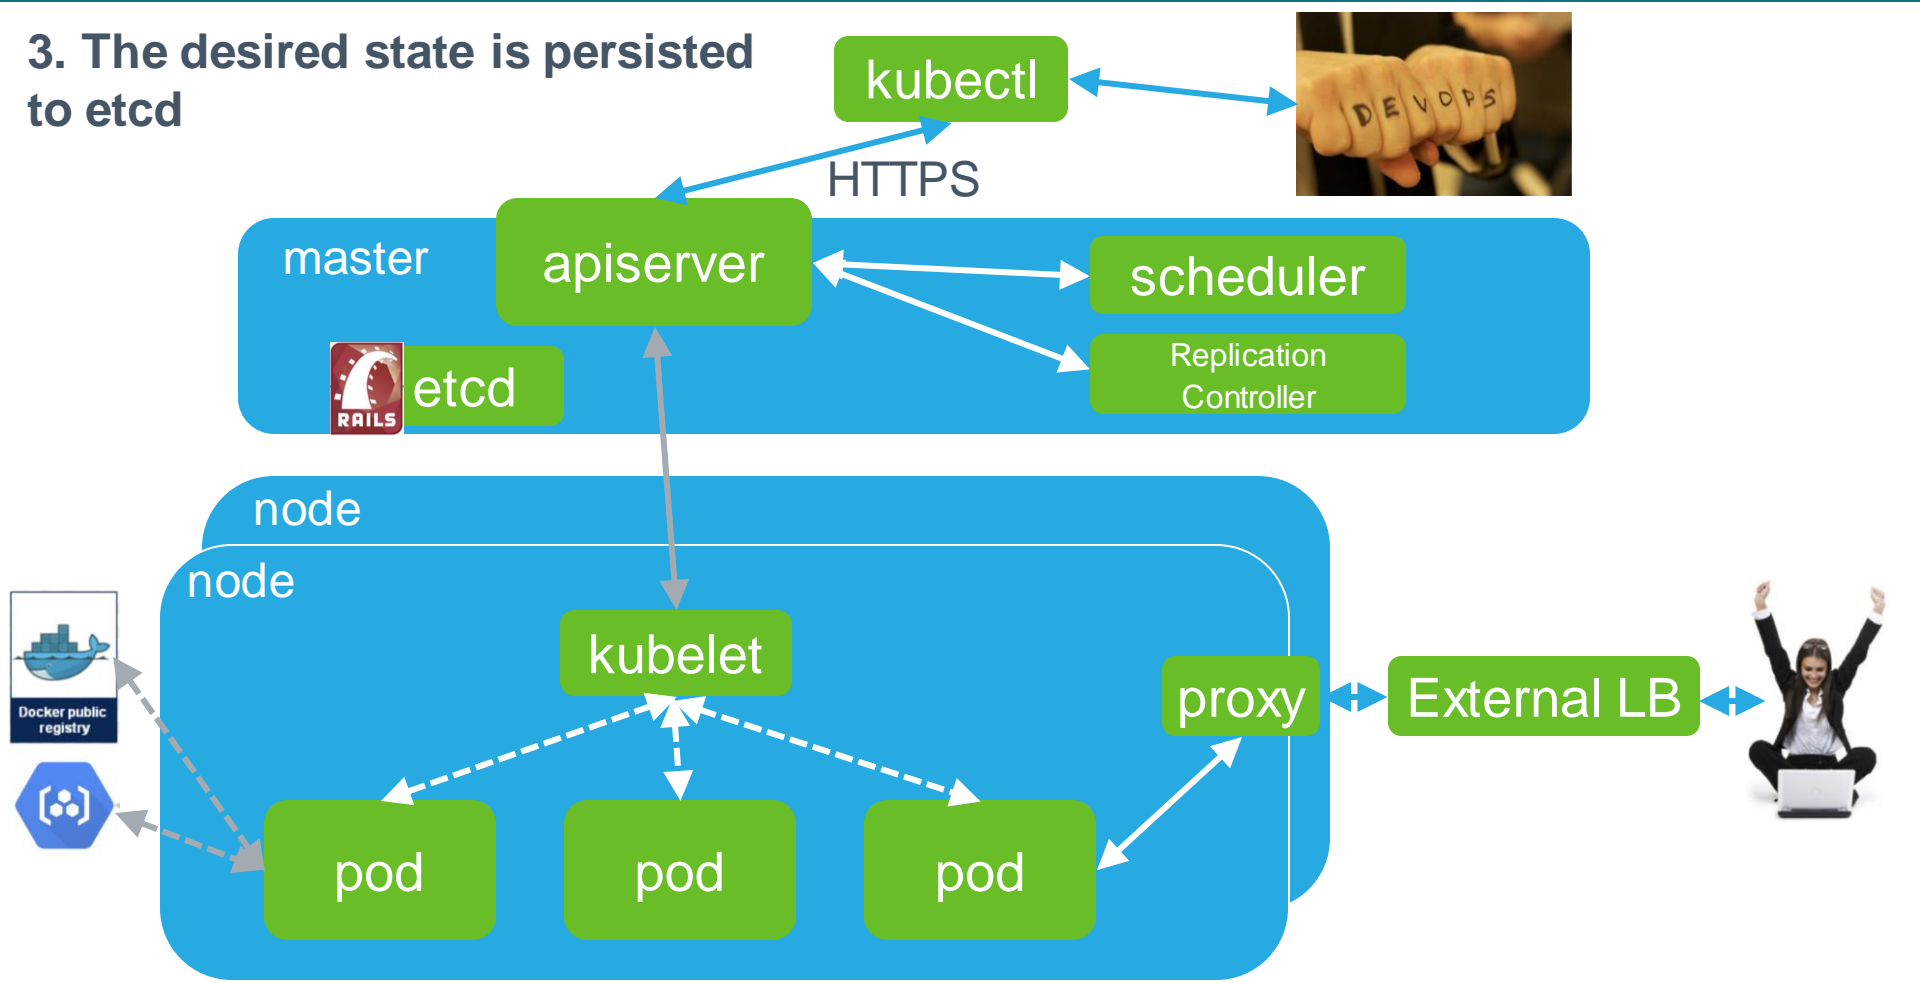 3. The desired state is persisted
to etcd
kubectl
DEVOPS
HTTPS
master
apiserver
scheduler
Replication
Controller
RAILS
etcd
node
node
kubelet
Docker public
registry
proxy
External LB
pod
pod
pod